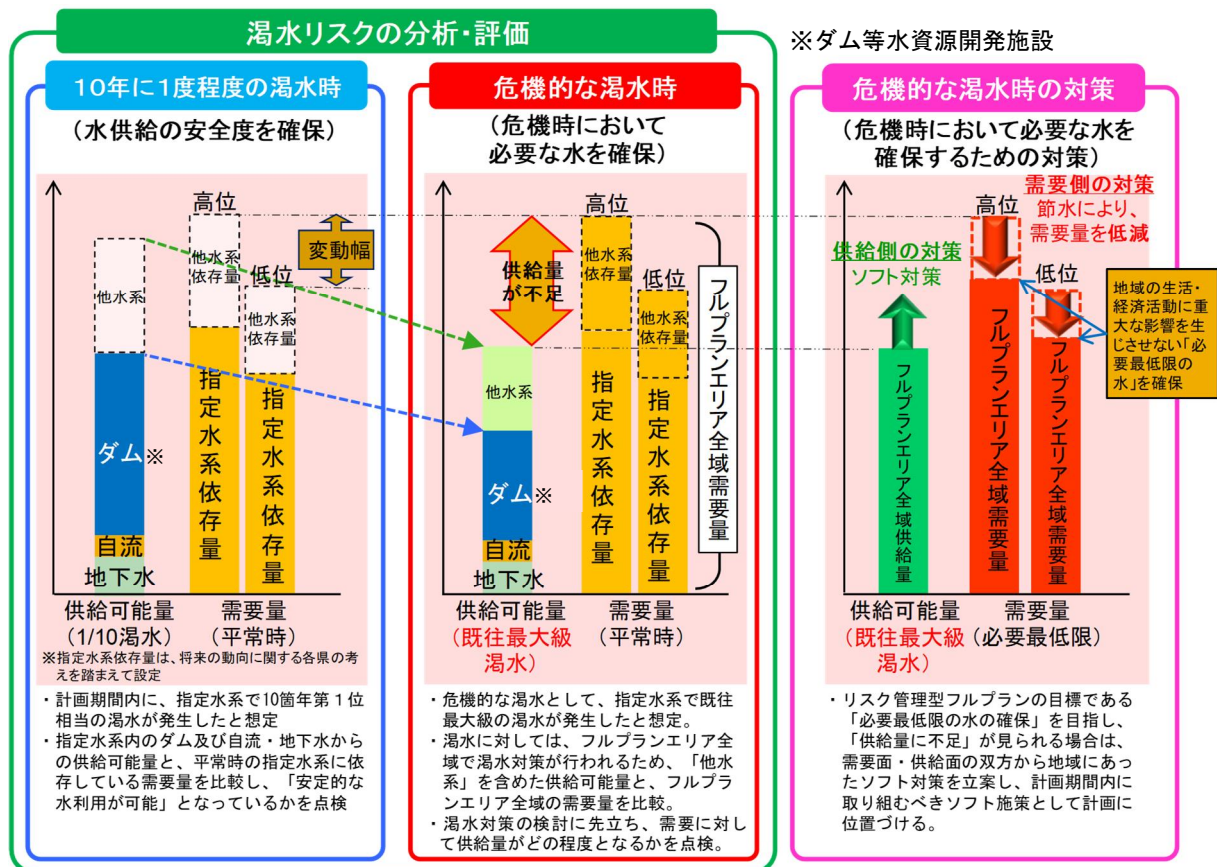 渇水リスクの分析・評価
※ダム等水資源開発施設
10年に1度程度の渇水時
(水供給の安全度を確保)
高位
変動幅
低位
他水系
他水系
依存量
他水系
依存量
ダム※
自流
地下水
指定水系依存量
指定水系依存量
供給可能量
(1/10渇水)
需要量
(平常時)
※指定水系依存量は、将来の動向に関する各県の考
えを踏まえて設定
・計画期間内に、指定水系で10箇年第1位
相当の渇水が発生したと想定
・指定水系内のダム及び自流・地下水から
の供給可能量と、平常時の指定水系に依
存している需要量を比較し、「安定的な
水利用が可能」となっているかを点検
危機的な渇水時
(危機時において
必要な水を確保)
高位
供給量
が不足
他水系
依存量
低位
他水系
依存量
他水系
ダム※
自流
地下水
指定水系依存量
指定水系依存量
フルプランエリア全域需要量
供給可能量
(既往最大級
渇水)
需要量
(平常時)
・危機的な渇水として、指定水系で既往
最大級の渇水が発生したと想定。
・渇水に対しては、フルプランエリア全
域で渇水対策が行われるため、「他水
系」を含めた供給可能量と、フルプラ
ンエリア全域の需要量を比較。
・渇水対策の検討に先立ち、需要に対し
て供給量がどの程度となるかを点検。
危機的な渇水時の対策
(危機時において必要な水を
確保するための対策)
需要側の対策
節水により、
需要量を低減
高位
供給側の対策
ソフト対策
低位
地域の生活・
経済活動に重
大な影響を生
じさせない「必
要最低限の
水」を確保
フルプランエリア全域供給量
フルプランエリア全域需要量
フルプランエリア全域需要量
供給可能量
(既往最大級
渇水)
需要量
(必要最低限)
・リスク管理型フルプランの目標である
「必要最低限の水の確保」を目指し、
「供給量に不足」が見られる場合は、
需要面・供給面の双方から地域にあ
ったソフト対策を立案し、計画期間内に
取り組むべきソフト施策として計画に
位置づける。